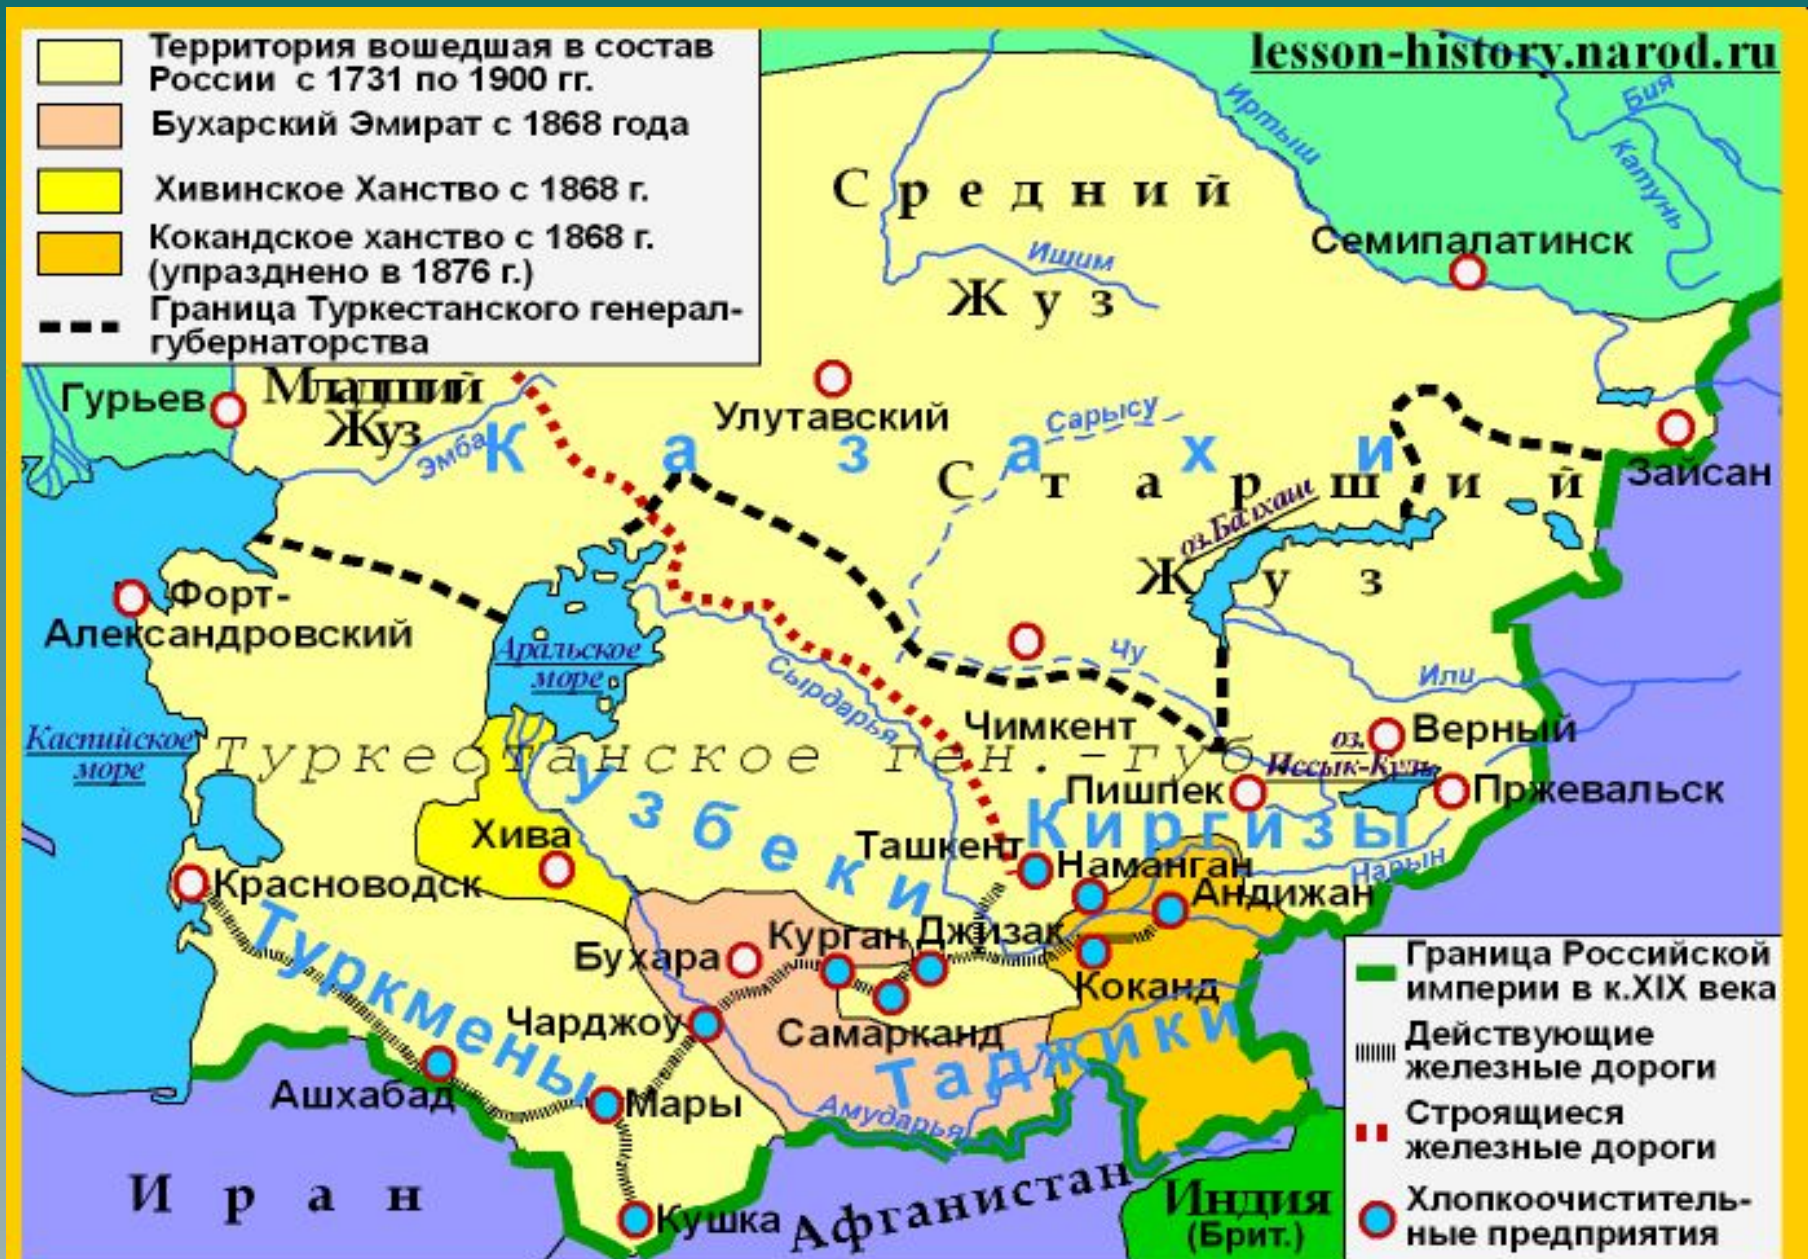 Территория вошедшая в состав
России с 1731 по 1900 гг.
Бухарский Эмират с 1868 года
Хивинское Ханство с 1868 г.
Кокандское ханство с 1868 г.
(упразднено в 1876 г.)
Граница Туркестанского генерал-
губернаторства
lesson-history.narod.ru
Бия
Катунь
Иртыш
Средний
Жуз
Ишим
Семипалатинск
Гурьев
Младший
Жуз
Эмба
Улутавский
Сарысу
Казахи
Старший
Жуз
Зайсан
оз.Балхаш
Форт-
Александровский
Аральское
море
Сырдарья
Чу
Или
Чимкент
Верный
Каспийское
море
Туркестанское ген.-губ.
оз.
Иссык-Куль
Пишпек
Пржевальск
Узбеки
Киргизы
Хива
Ташкент
Наманган
Нарын
Андижан
Красноводск
Туркмены
Бухара
Курган
Джизак
Коканд
Чарджоу
Самарканд
Таджики
Ашхабад
Мары
Амударья
Иран
Кушка
Афганистан
Индия
(Брит.)
Граница Российской
империи в к.XIX века
Действующие
железные дороги
Строящиеся
железные дороги
Хлопкоочиститель-
ные предприятия